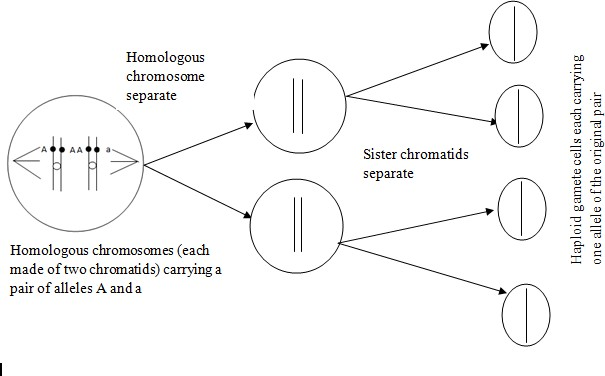 Homologous
chromosome
separate
A AA a
Sister chromatids
separate
Homologous chromosomes (each
made of two chromatids) carrying a
pair of alleles A and a
Haploid gamete cells each carrying
one allele of the original pair